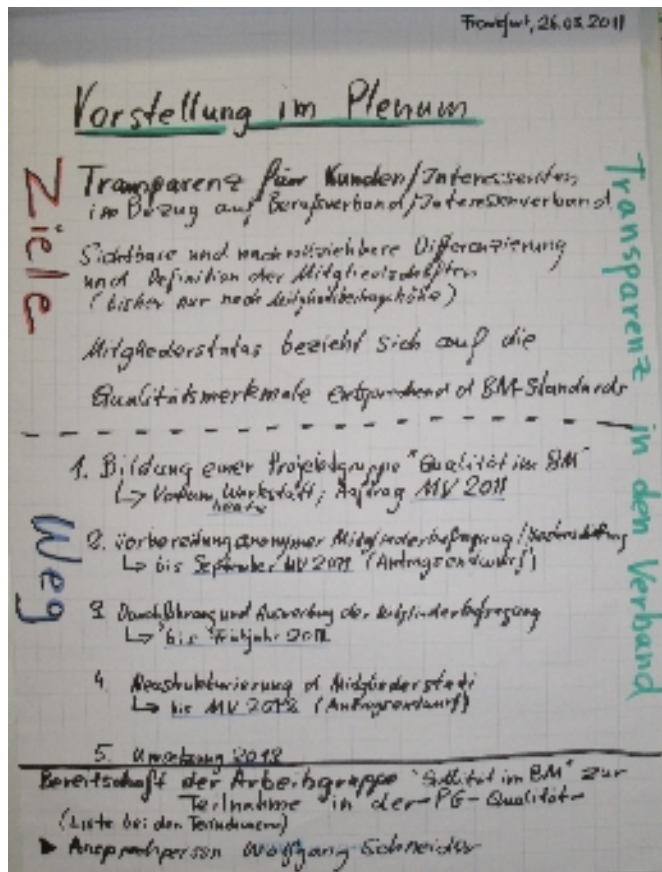 Frankfurt, 26.03.2011
Vorstellung im Plenum
Ziele
Transparenz für Kunden/Interessenten
im Bezug auf Berufsverband/Interessenverband
Sichtbare und nachvollziehbare Differenzierung
und Definition der Mitgliedschaften
(bisher nur nach Mitgliedsbeitragshöhe)
Mitgliederstatus bezieht sich auf die
Qualitätsmerkmale entsprechend d BM-Standards
Transparenz in den Verband
Weg
1. Bildung einer Projektgruppe "Qualität im BM"
↳ Votum Werkstatt, Auftrag MV 2011
heute
2. Vorbereitung anonymer Mitgliederbefragung/
↳ bis September MV 2011 (Antragsentwurf)
3. Durchführung und Auswertung der Mitgliederbefragung
↳ bis Frühjahr
4. Neustrukturierung d Mitgliederstati
↳ bis MV 2012 (Antragsentwurf)
5. Umsetzung 2012
Bereitschaft der Arbeitsgruppe "Qualität im BM" zur
Teilnahme in der PG-Qualität
(Liste bei den Teilnehmern)
► Ansprechperson Wolfgang Schneider